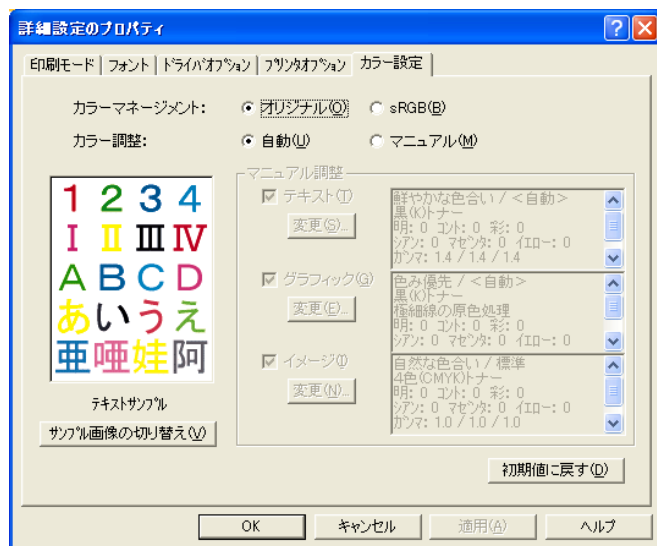 詳細設定のプロパティ
印刷モード フォント ドライバオプション プリンタオプション カラー設定
カラーマネージメント: オリジナル(O) sRGB(B)
カラー調整: 自動(U) マニュアル(M)
マニュアル調整
1 2 3 4
Ⅰ Ⅱ Ⅲ Ⅳ
A B C D
あ い う え
亜 唖 娃 阿
テキストサンプル
サンプル画像の切り替え(V)
テキスト(T)
変更(S)...
鮮やかな色合い / <自動>
黒(K)トナー
明: 0 コント: 0 彩: 0
シアン: 0 マゼンタ: 0 イエロー: 0
ガンマ: 1.4 / 1.4 / 1.4
グラフィック(G)
変更(E)...
色み優先 / <自動>
黒(K)トナー
極細線の原色処理
明: 0 コント: 0 彩: 0
シアン: 0 マゼンタ: 0 イエロー: 0
イメージ(I)
変更(N)...
自然な色合い / 標準
4色(CMYK)トナー
明: 0 コント: 0 彩: 0
シアン: 0 マゼンタ: 0 イエロー: 0
ガンマ: 1.0 / 1.0 / 1.0
初期値に戻す(D)
OK キャンセル 適用(A) ヘルプ